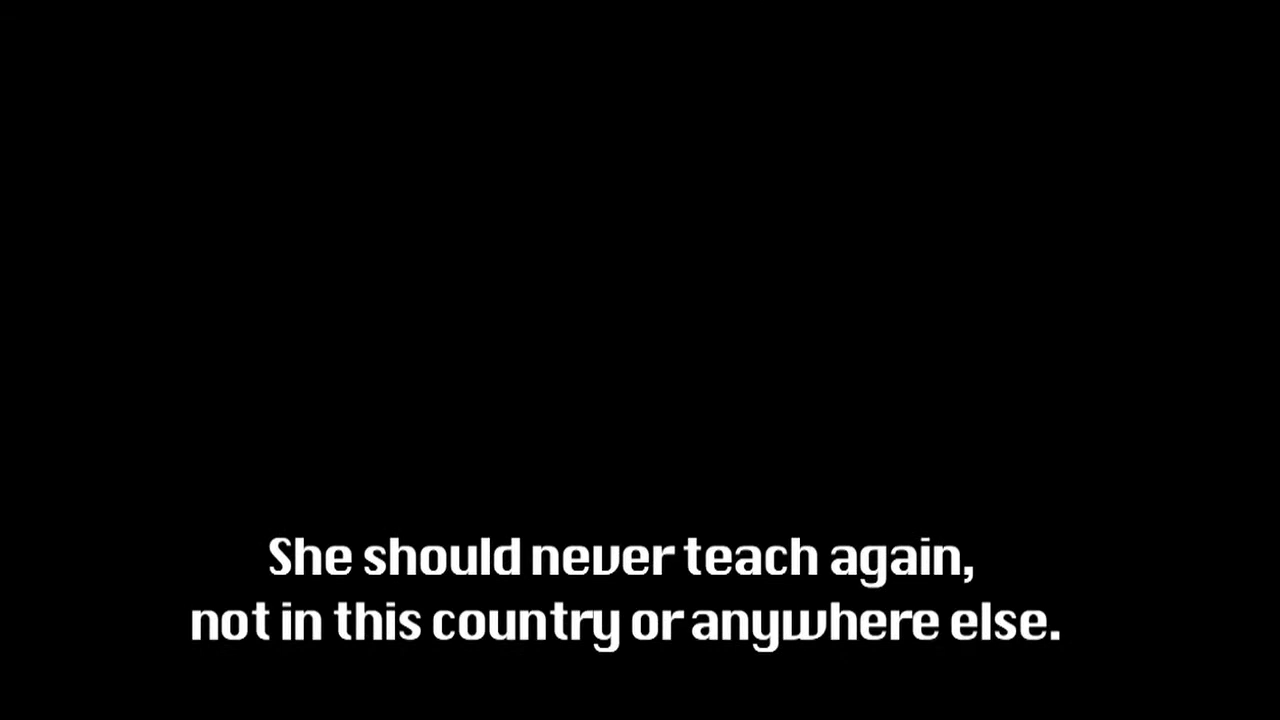 She should never teach again,
not in this country or anywhere else.